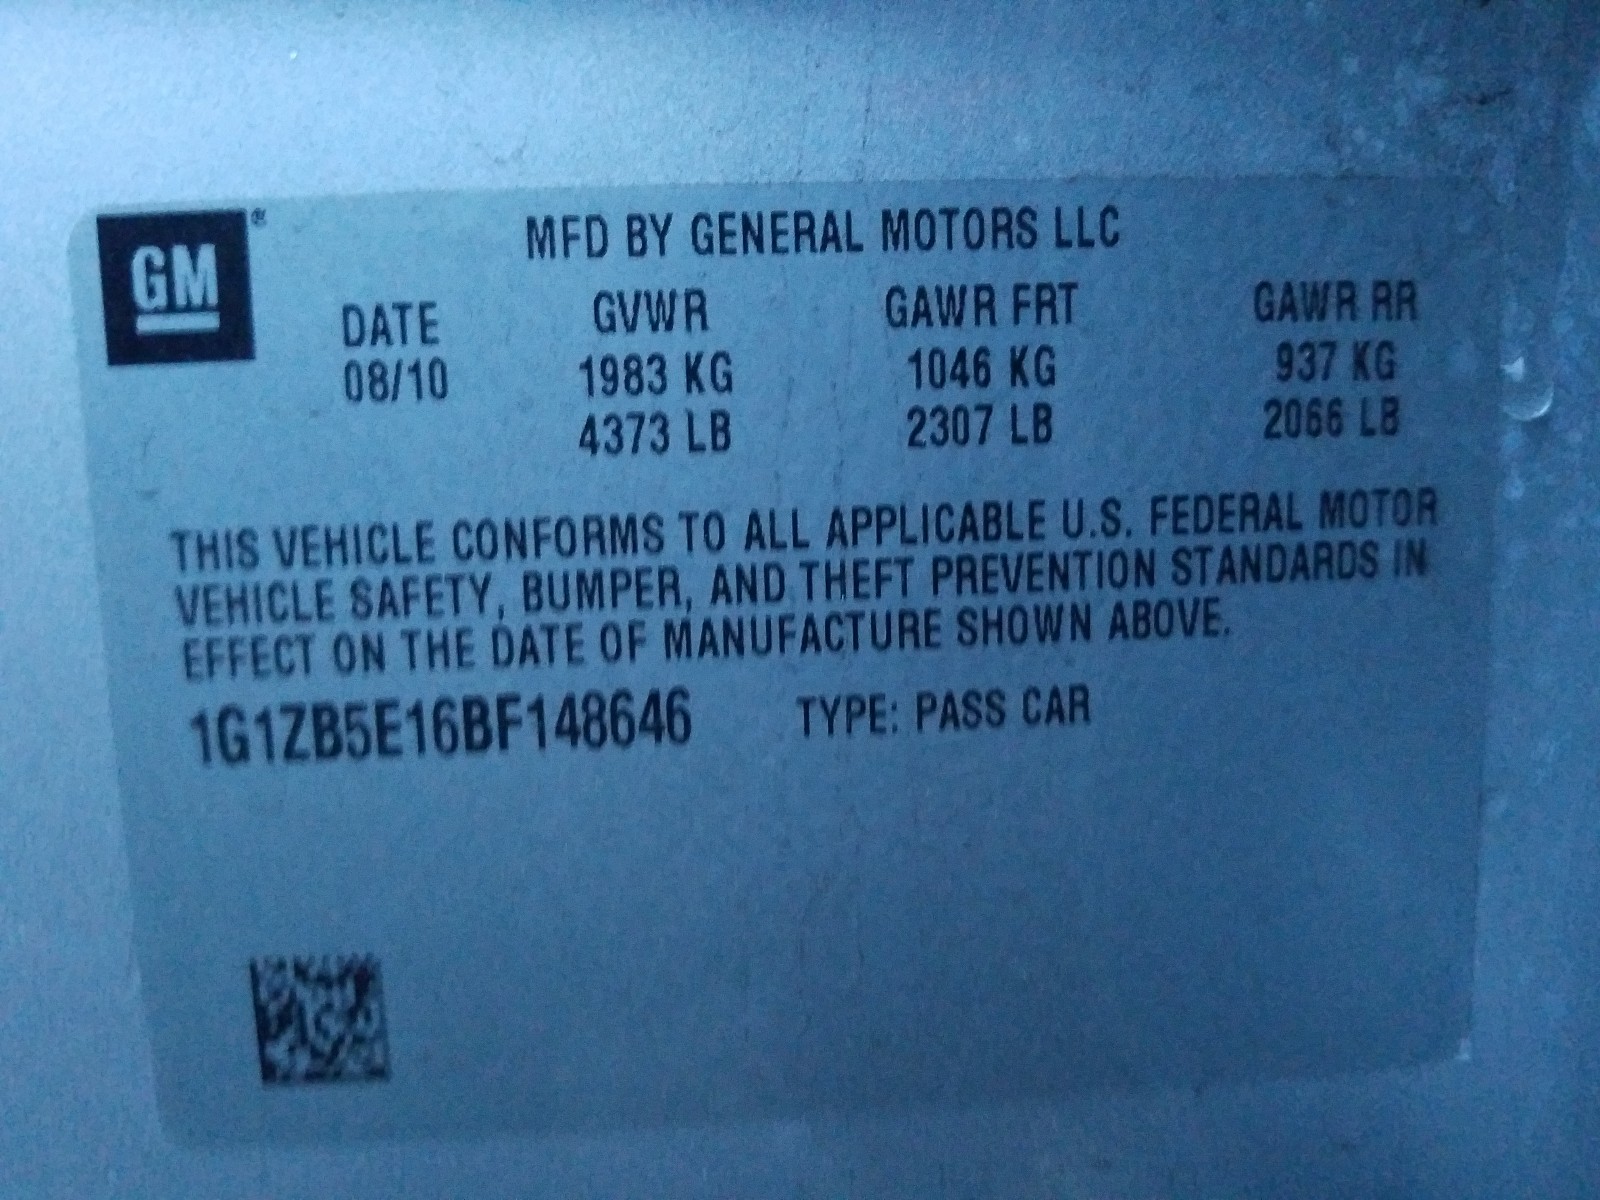 GM®
MFD BY GENERAL MOTORS LLC
DATE GVWR GAWR FRT GAWR RR
08/10 1983 KG 1046 KG 937 KG
4373 LB 2307 LB 2066 LB
THIS VEHICLE CONFORMS TO ALL APPLICABLE U.S. FEDERAL MOTOR
VEHICLE SAFETY, BUMPER, AND THEFT PREVENTION STANDARDS IN
EFFECT ON THE DATE OF MANUFACTURE SHOWN ABOVE.
1G1ZB5E16BF148646 TYPE: PASS CAR